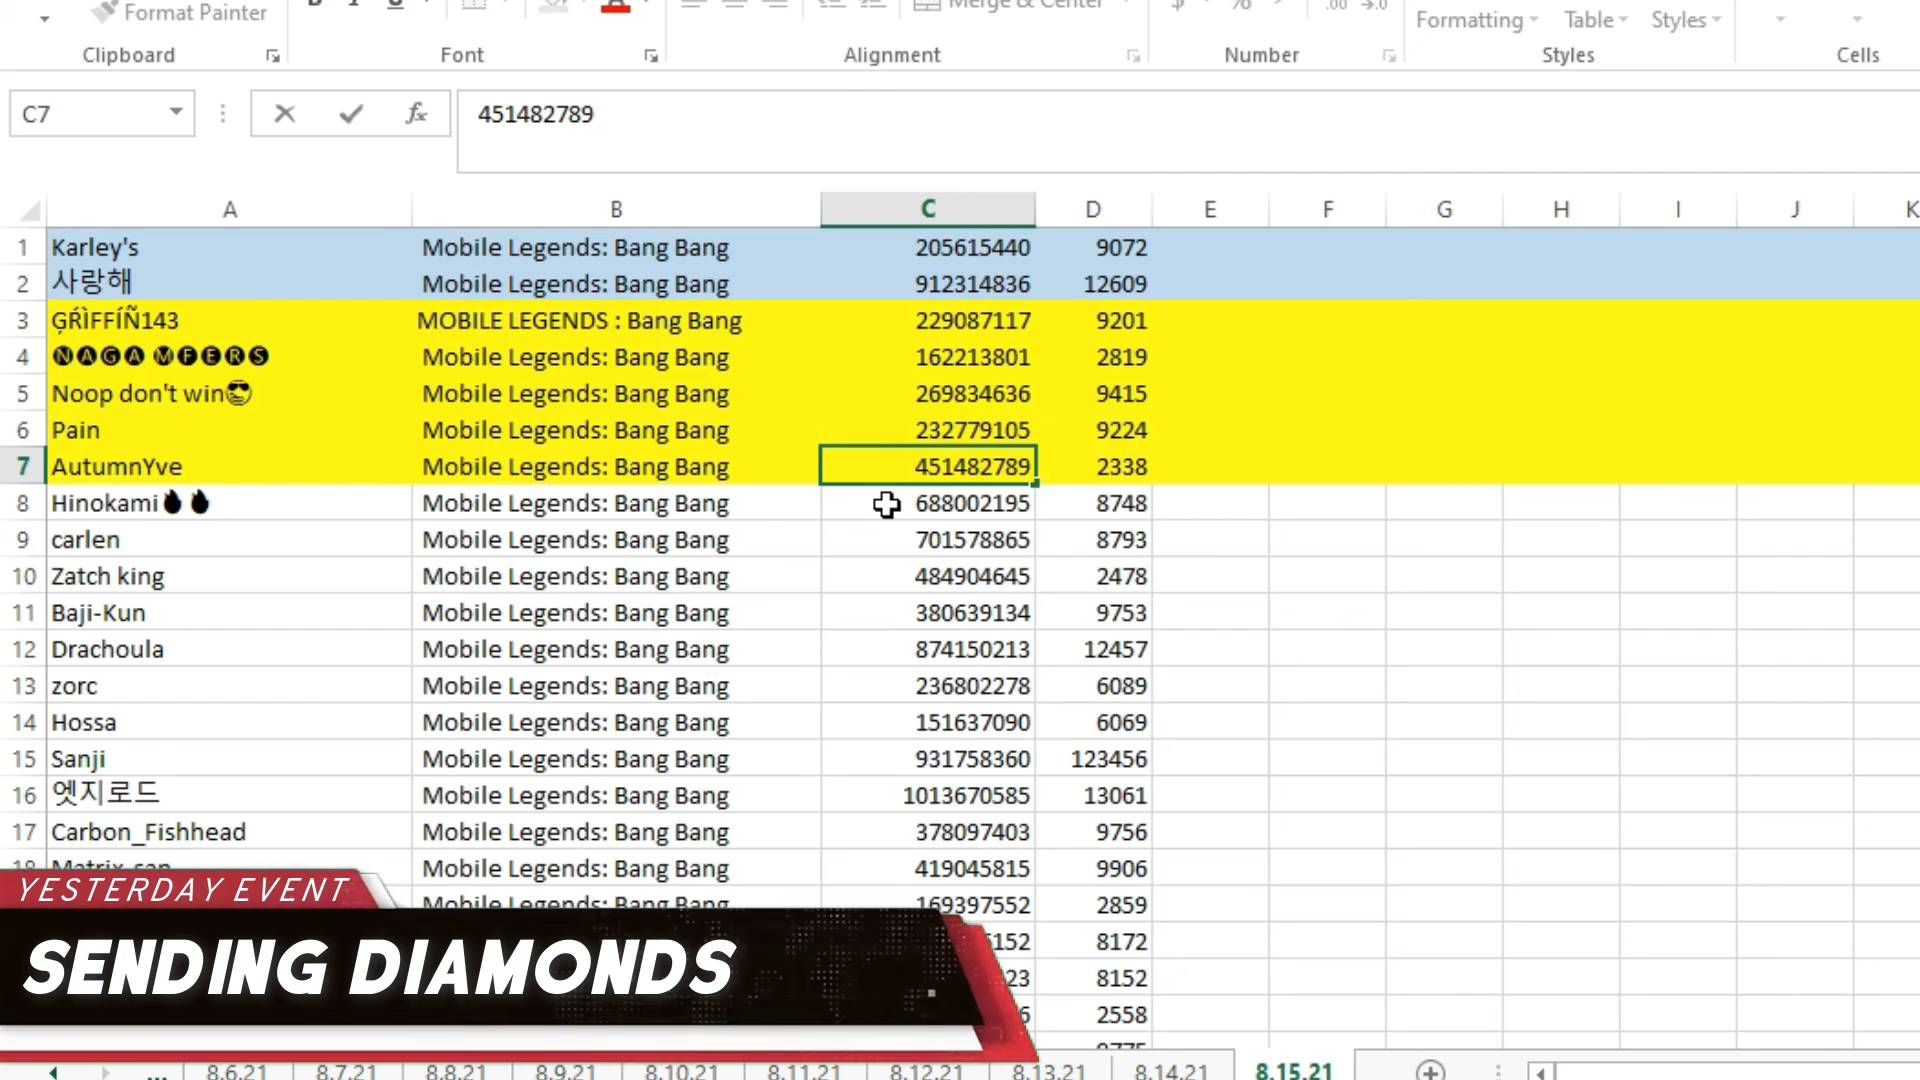 Format Painter
Merge & Center
Formatting Table Styles
Clipboard Font Alignment Number Styles Cells
C7 fx 451482789
A B C D E F G H I J K
1 Karley's Mobile Legends: Bang Bang 205615440 9072
2 사랑해 Mobile Legends: Bang Bang 912314836 12609
3 ĢŔÌFFÍÑ143 MOBILE LEGENDS : Bang Bang 229087117 9201
4 🅝🅐🅖🅐 🅜🅕🅔🅡🅢 Mobile Legends: Bang Bang 162213801 2819
5 Noop don't win😎 Mobile Legends: Bang Bang 269834636 9415
6 Pain Mobile Legends: Bang Bang 232779105 9224
7 AutumnYve Mobile Legends: Bang Bang 451482789 2338
8 Hinokami Mobile Legends: Bang Bang 688002195 8748
9 carlen Mobile Legends: Bang Bang 701578865 8793
10 Zatch king Mobile Legends: Bang Bang 484904645 2478
11 Baji-Kun Mobile Legends: Bang Bang 380639134 9753
12 Drachoula Mobile Legends: Bang Bang 874150213 12457
13 zorc Mobile Legends: Bang Bang 236802278 6089
14 Hossa Mobile Legends: Bang Bang 151637090 6069
15 Sanji Mobile Legends: Bang Bang 931758360 123456
16 엣지로드 Mobile Legends: Bang Bang 1013670585 13061
17 Carbon_Fishhead Mobile Legends: Bang Bang 378097403 9756
18 Matrix-san Mobile Legends: Bang Bang 419045815 9906
YESTERDAY EVENT
Mobile Legends: Bang Bang 169397552 2859
SENDING DIAMONDS
8172
8152
2558
8.6.21 8.7.21 8.8.21 8.9.21 8.10.21 8.11.21 8.12.21 8.13.21 8.14.21 8.15.21